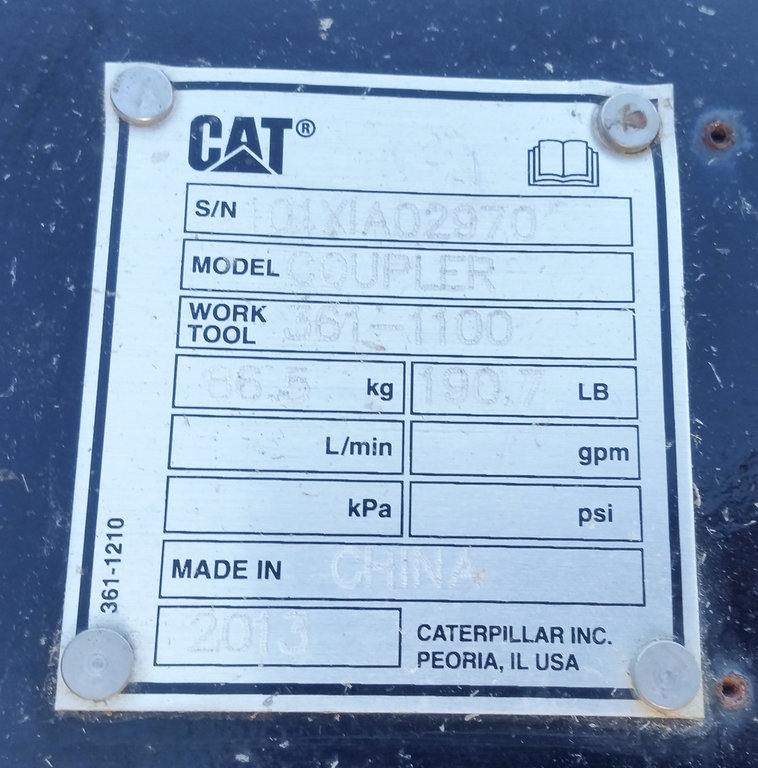 CAT®
S/N 101X1A02970
MODEL COUPLER
WORK TOOL 361-1100
86.5 kg 190.7 LB
L/min gpm
kPa psi
MADE IN CHINA
2013
CATERPILLAR INC.
PEORIA, IL USA
361-1210